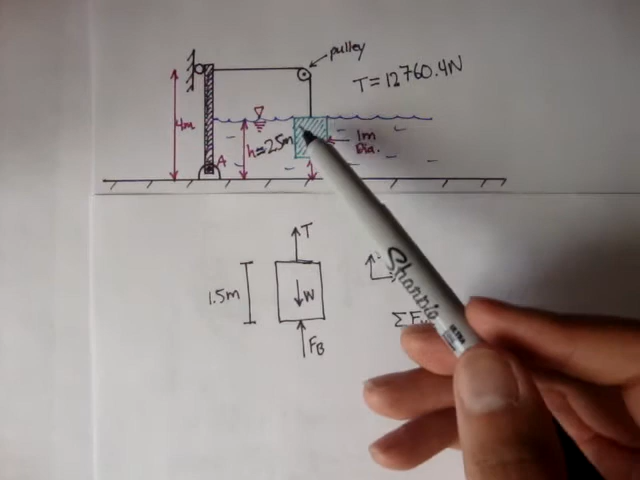 pulley
T = 12760.4N
4m
h = 2.5m
1m
Dia.
A
T
1.5m
W
FB
Sharpie
ΣF